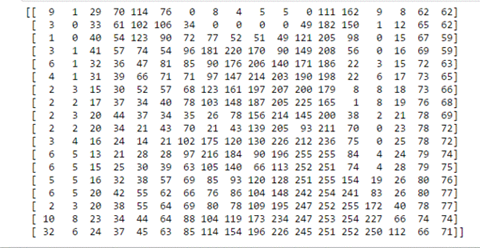 [[ 9 1 29 70 114 76 0 8 4 5 5 0 111 162 9 8 62 62]
[ 3 0 33 61 102 106 34 0 0 0 0 49 182 150 1 12 65 62]
[ 1 0 40 54 123 90 72 77 52 51 49 121 205 98 0 15 67 59]
[ 3 1 41 57 74 54 96 181 220 170 90 149 208 56 0 16 69 59]
[ 6 1 32 36 47 81 85 90 176 206 140 171 186 22 3 15 72 63]
[ 4 1 31 39 66 71 71 97 147 214 203 190 198 22 6 17 73 65]
[ 2 3 15 30 52 57 68 123 161 197 207 200 179 8 8 18 73 66]
[ 2 2 17 37 34 40 78 103 148 187 205 225 165 1 8 19 76 68]
[ 2 3 20 44 37 34 35 26 78 156 214 145 200 38 2 21 78 69]
[ 2 2 20 34 21 43 70 21 43 139 205 93 211 70 0 23 78 72]
[ 3 4 16 24 14 21 102 175 120 130 226 212 236 75 0 25 78 72]
[ 6 5 13 21 28 28 97 216 184 90 196 255 255 84 4 24 79 74]
[ 6 5 15 25 30 39 63 105 140 66 113 252 251 74 4 28 79 75]
[ 5 5 16 32 38 57 69 85 93 120 128 251 255 154 19 26 80 76]
[ 6 5 20 42 55 62 66 76 86 104 148 242 254 241 83 26 80 77]
[ 2 3 20 38 55 64 69 80 78 109 195 247 252 255 172 40 78 77]
[ 10 8 23 34 44 64 88 104 119 173 234 247 253 254 227 66 74 74]
[ 32 6 24 37 45 63 85 114 154 196 226 245 251 252 250 112 66 71]]